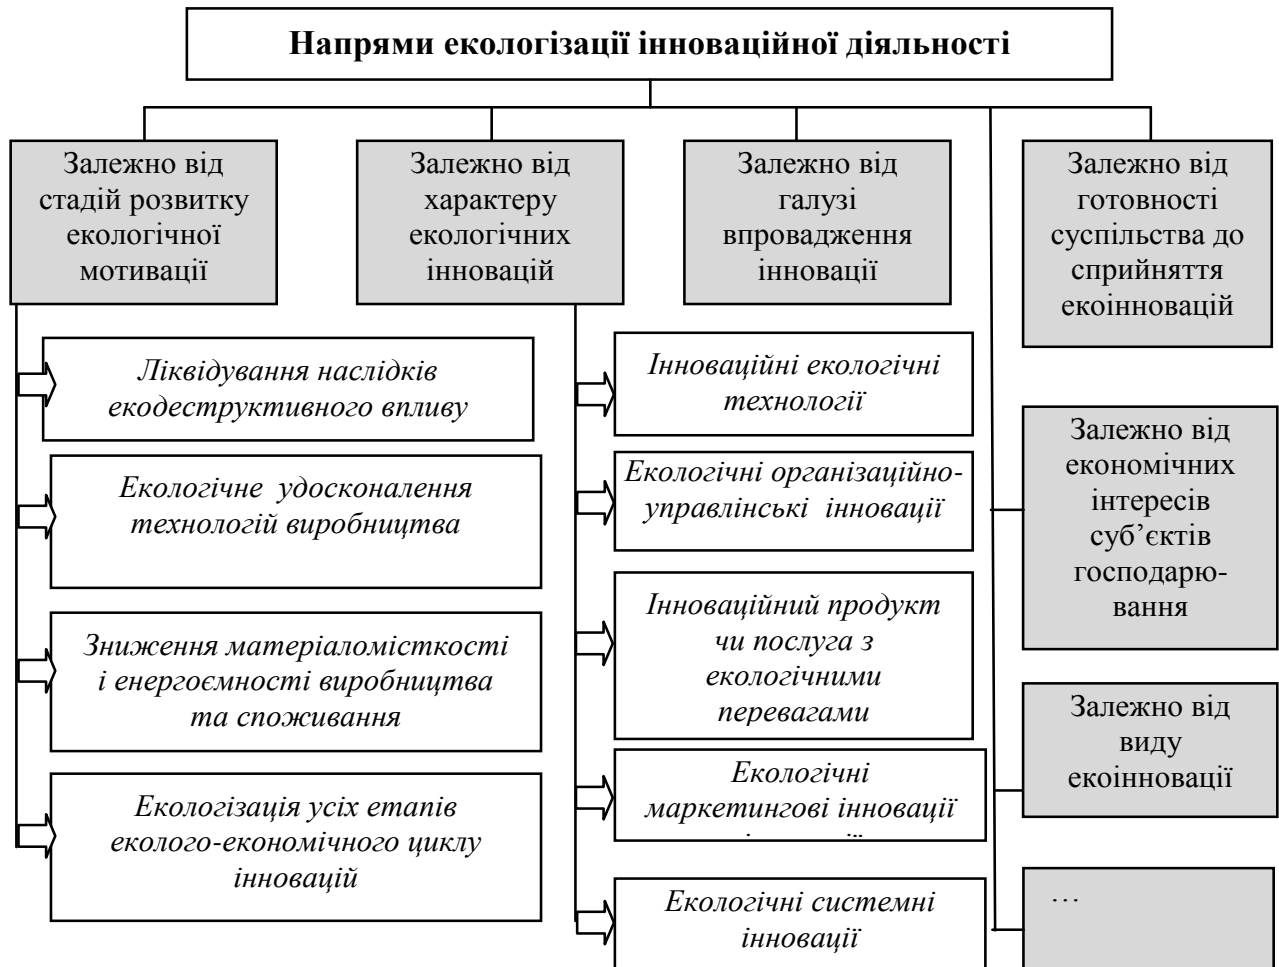 Напрями екологізації інноваційної діяльності
Залежно від
стадій розвитку
екологічної
мотивації
Залежно від
характеру
екологічних
інновацій
Залежно від
галузі
впровадження
інновації
Залежно від
готовності
суспільства до
сприйняття
екоінновацій
Ліквідування наслідків
екодеструктивного впливу
Екологічне удосконалення
технологій виробництва
Зниження матеріаломісткості
і енергоємності виробництва
та споживання
Екологізація усіх етапів
еколого-економічного циклу
інновацій
Інноваційні екологічні
технології
Екологічні організаційно-
управлінські інновації
Інноваційний продукт
чи послуга з
екологічними
перевагами
Екологічні
маркетингові інновації
Екологічні системні
інновації
Залежно від
економічних
інтересів
суб’єктів
господарю-
вання
Залежно від
виду
екоінновації
…